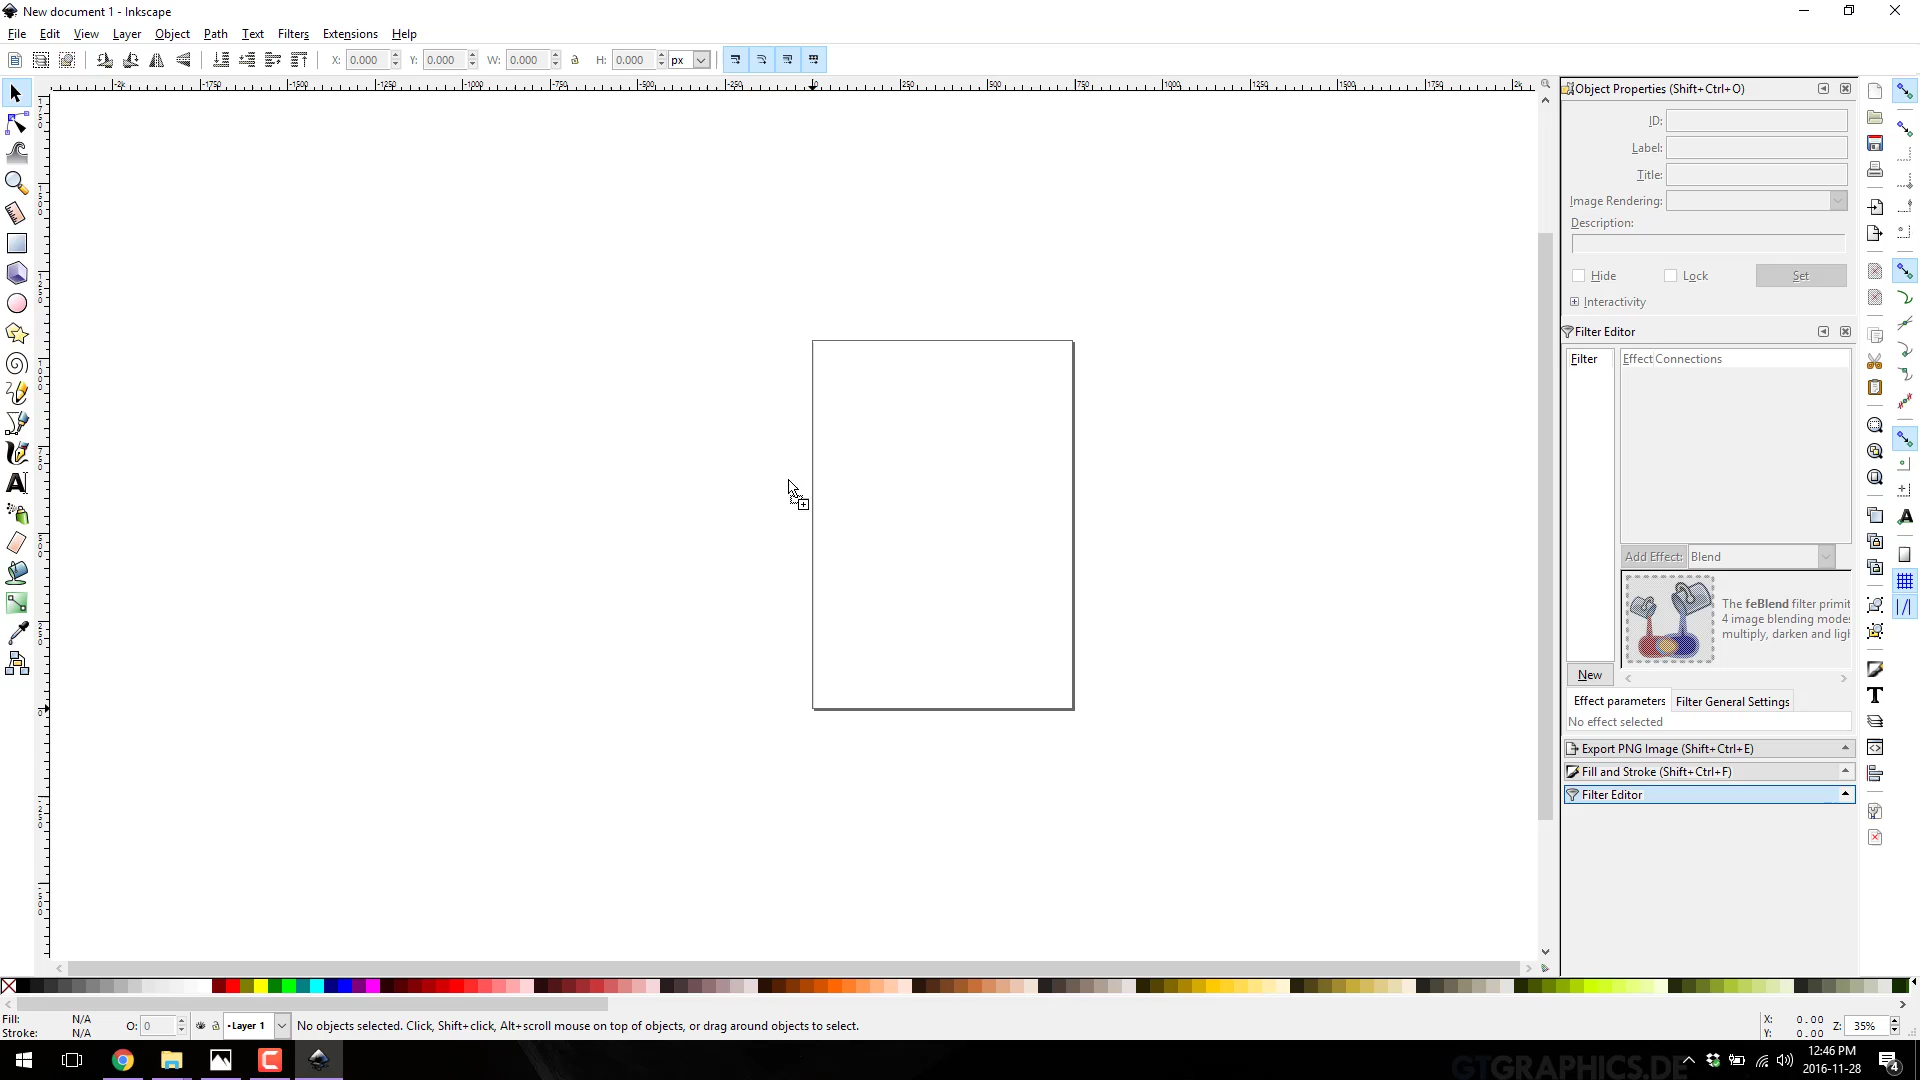 New document 1 - Inkscape
File Edit View Layer Object Path Text Filters Extensions Help
X: 0.000 Y: 0.000 W: 0.000 H: 0.000 px
Object Properties (Shift+Ctrl+O)
ID:
Label:
Title:
Image Rendering:
Description:
Hide Lock Set
Interactivity
Filter Editor
Filter Effect Connections
Add Effect: Blend
The feBlend filter primit
4 image blending mode
multiply, darken and ligh
New
Effect parameters Filter General Settings
No effect selected
Export PNG Image (Shift+Ctrl+E)
Fill and Stroke (Shift+Ctrl+F)
Filter Editor
Fill: N/A
Stroke: N/A
O: 0
Layer 1
No objects selected. Click, Shift+click, Alt+scroll mouse on top of objects, or drag around objects to select.
X: 0.00
Y: 0.00
Z: 35%
GTGRAPHICS.DE
12:46 PM
2016-11-28
4